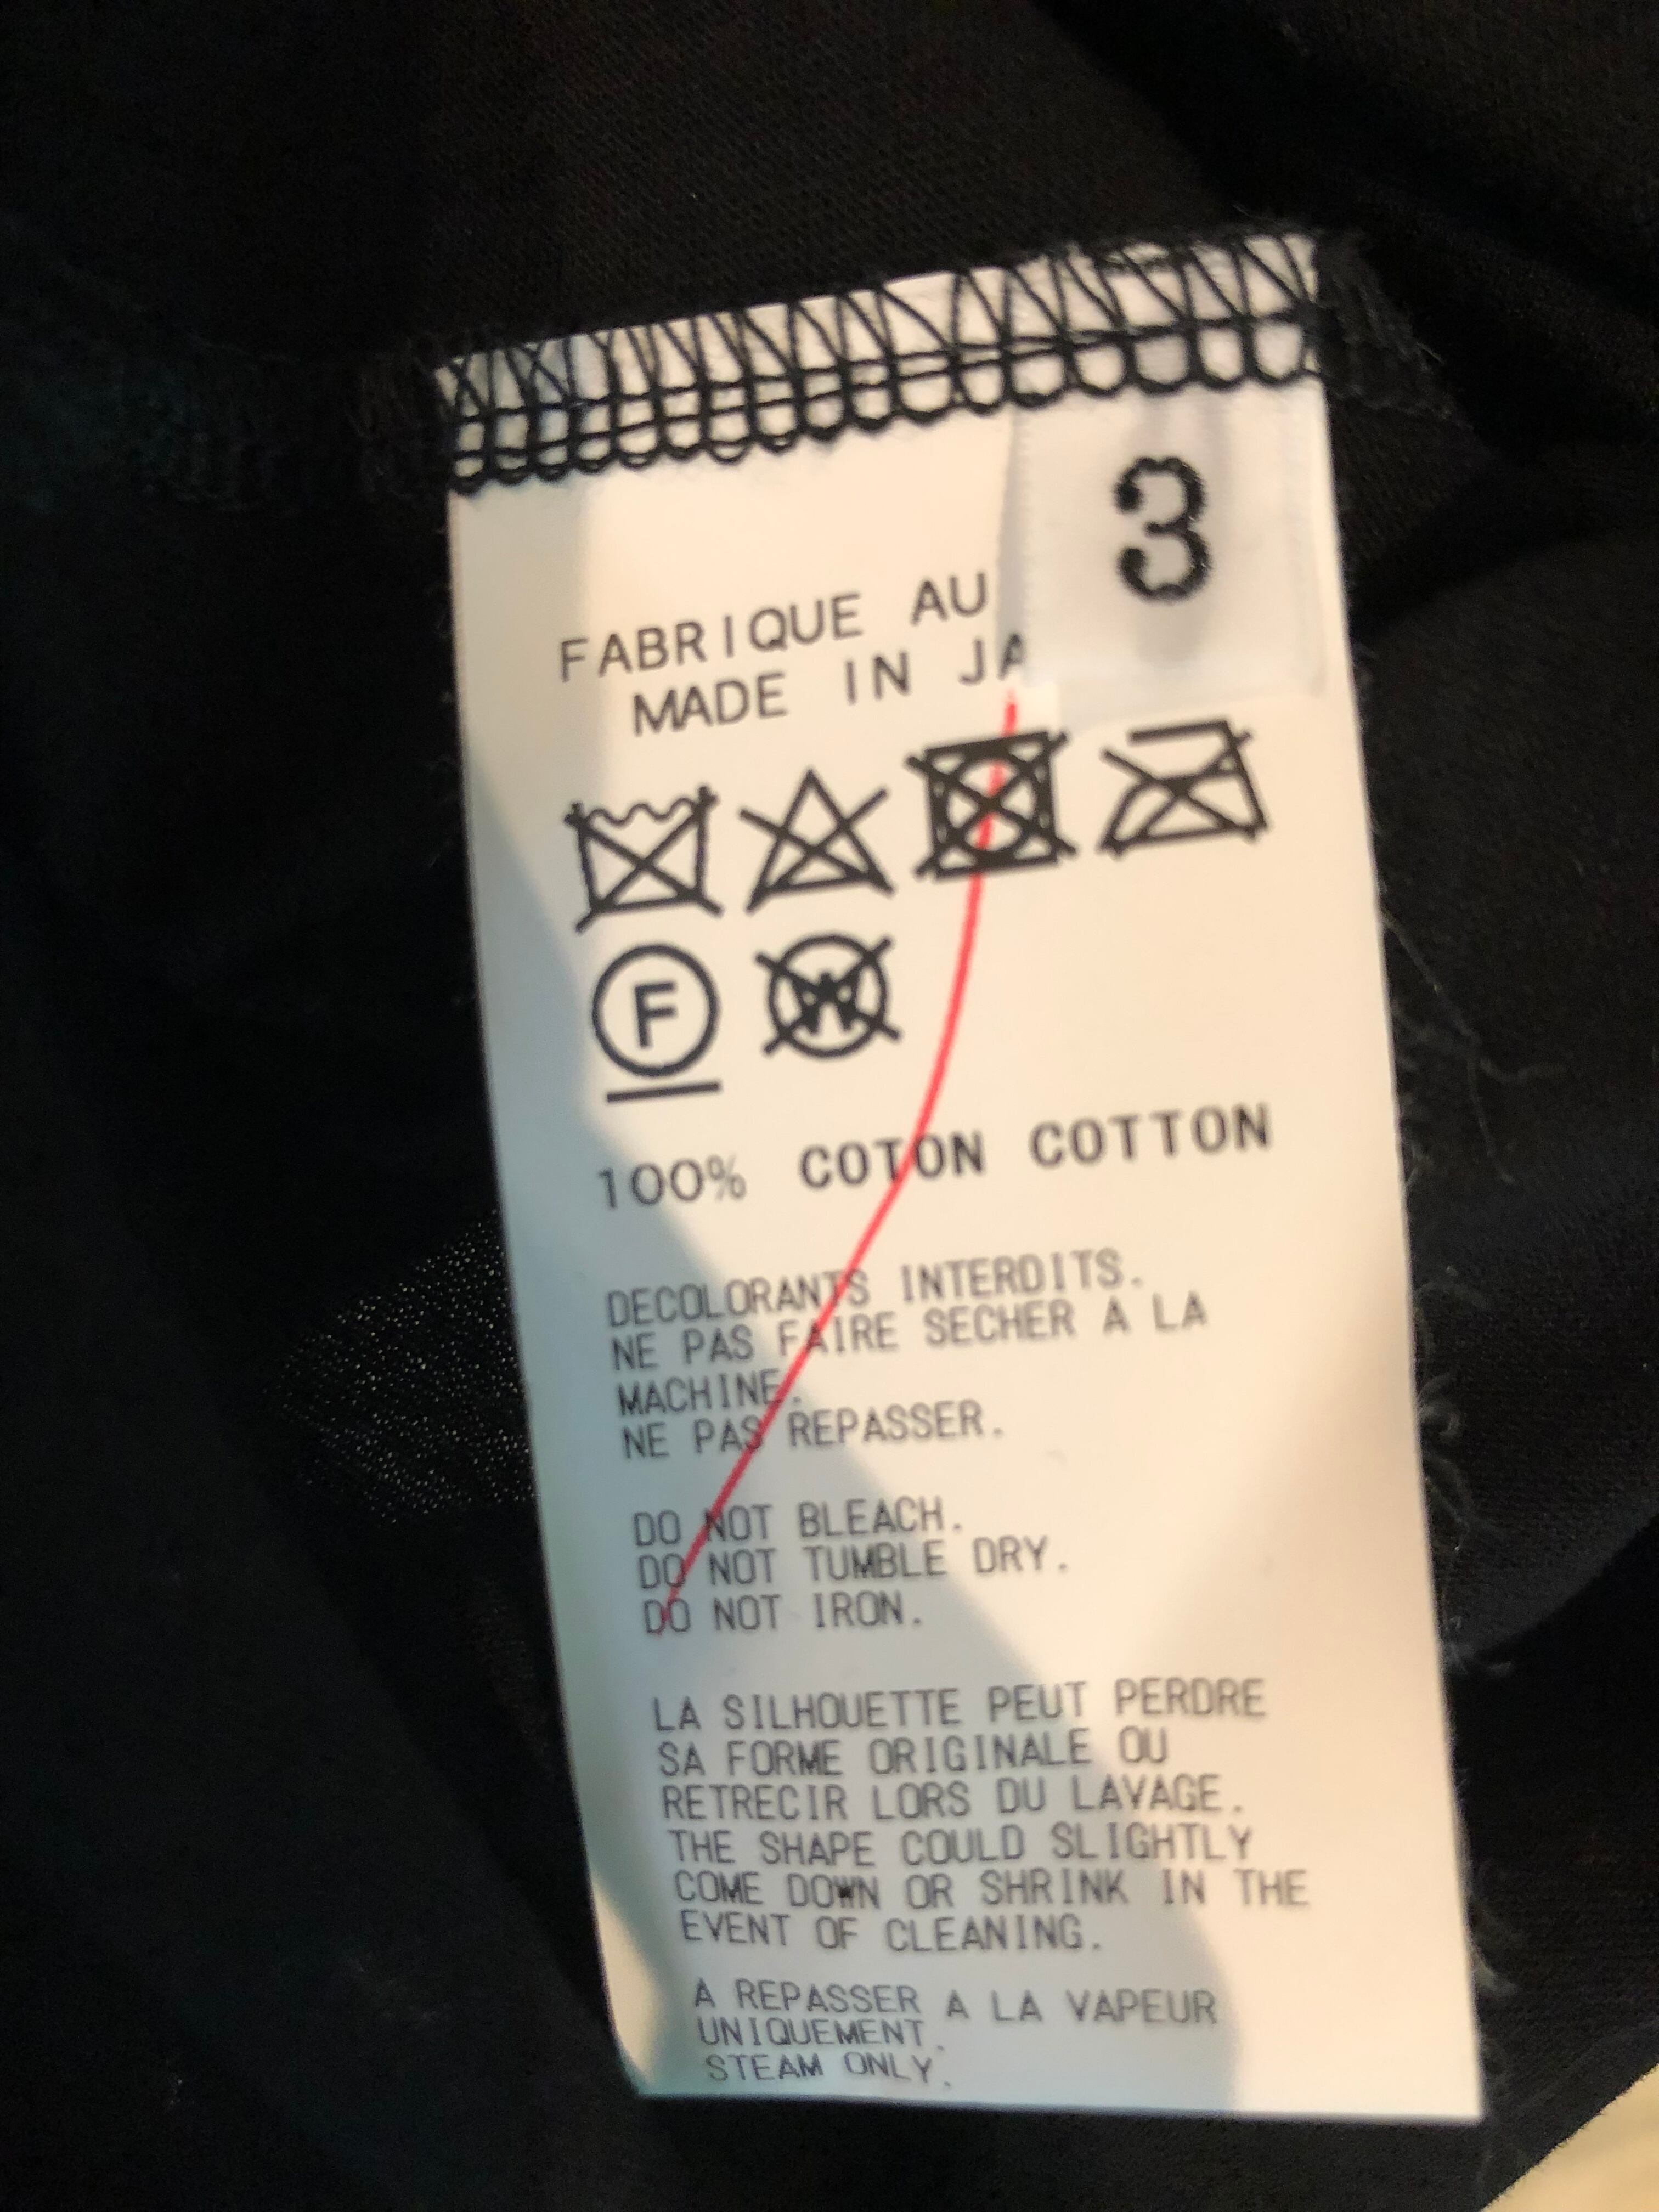 3
FABRIQUE AU
MADE IN JA
F
W
100% COTON COTTON
DECOLORANTS INTERDITS.
NE PAS FAIRE SECHER A LA
MACHINE.
NE PAS REPASSER.
DO NOT BLEACH.
DO NOT TUMBLE DRY.
DO NOT IRON.
LA SILHOUETTE PEUT PERDRE
SA FORME ORIGINALE OU
RETRECIR LORS DU LAVAGE.
THE SHAPE COULD SLIGHTLY
COME DOWN OR SHRINK IN THE
EVENT OF CLEANING.
A REPASSER A LA VAPEUR
UNIQUEMENT.
STEAM ONLY.